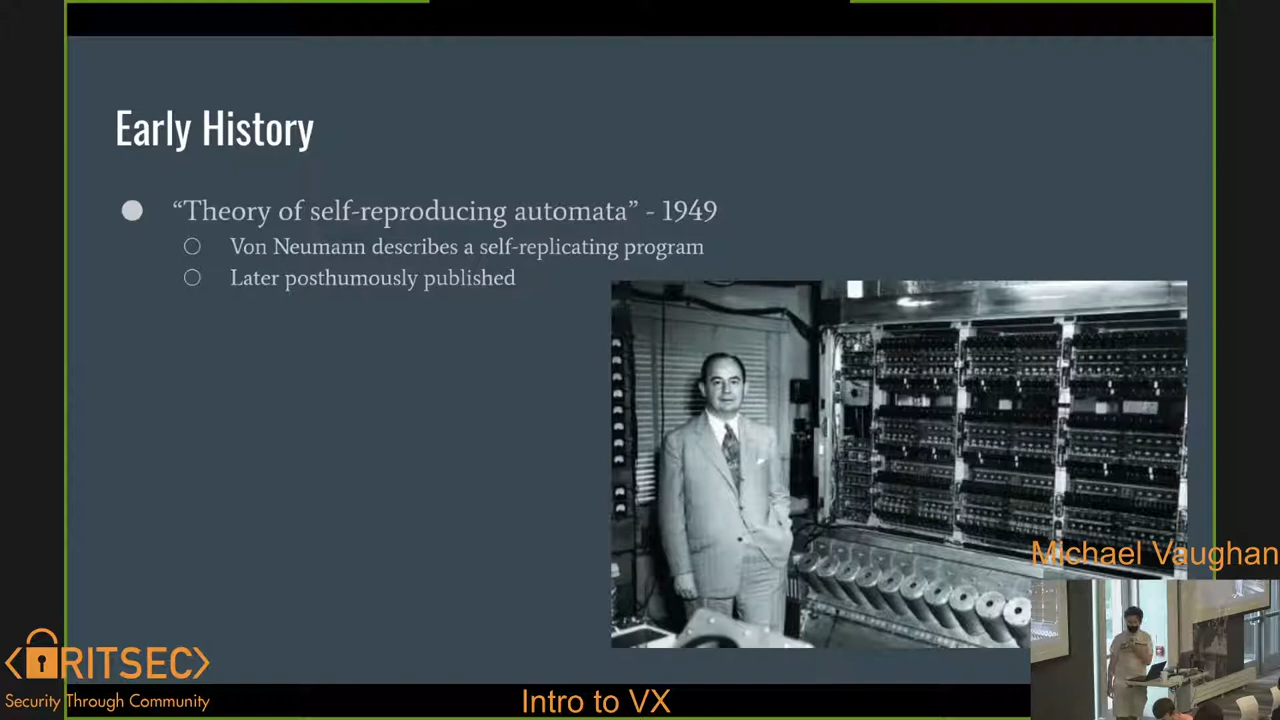 Early History
“Theory of self-reproducing automata” - 1949
Von Neumann describes a self-replicating program
Later posthumously published
Michael Vaughan
RITSEC
Security Through Community
Intro to VX